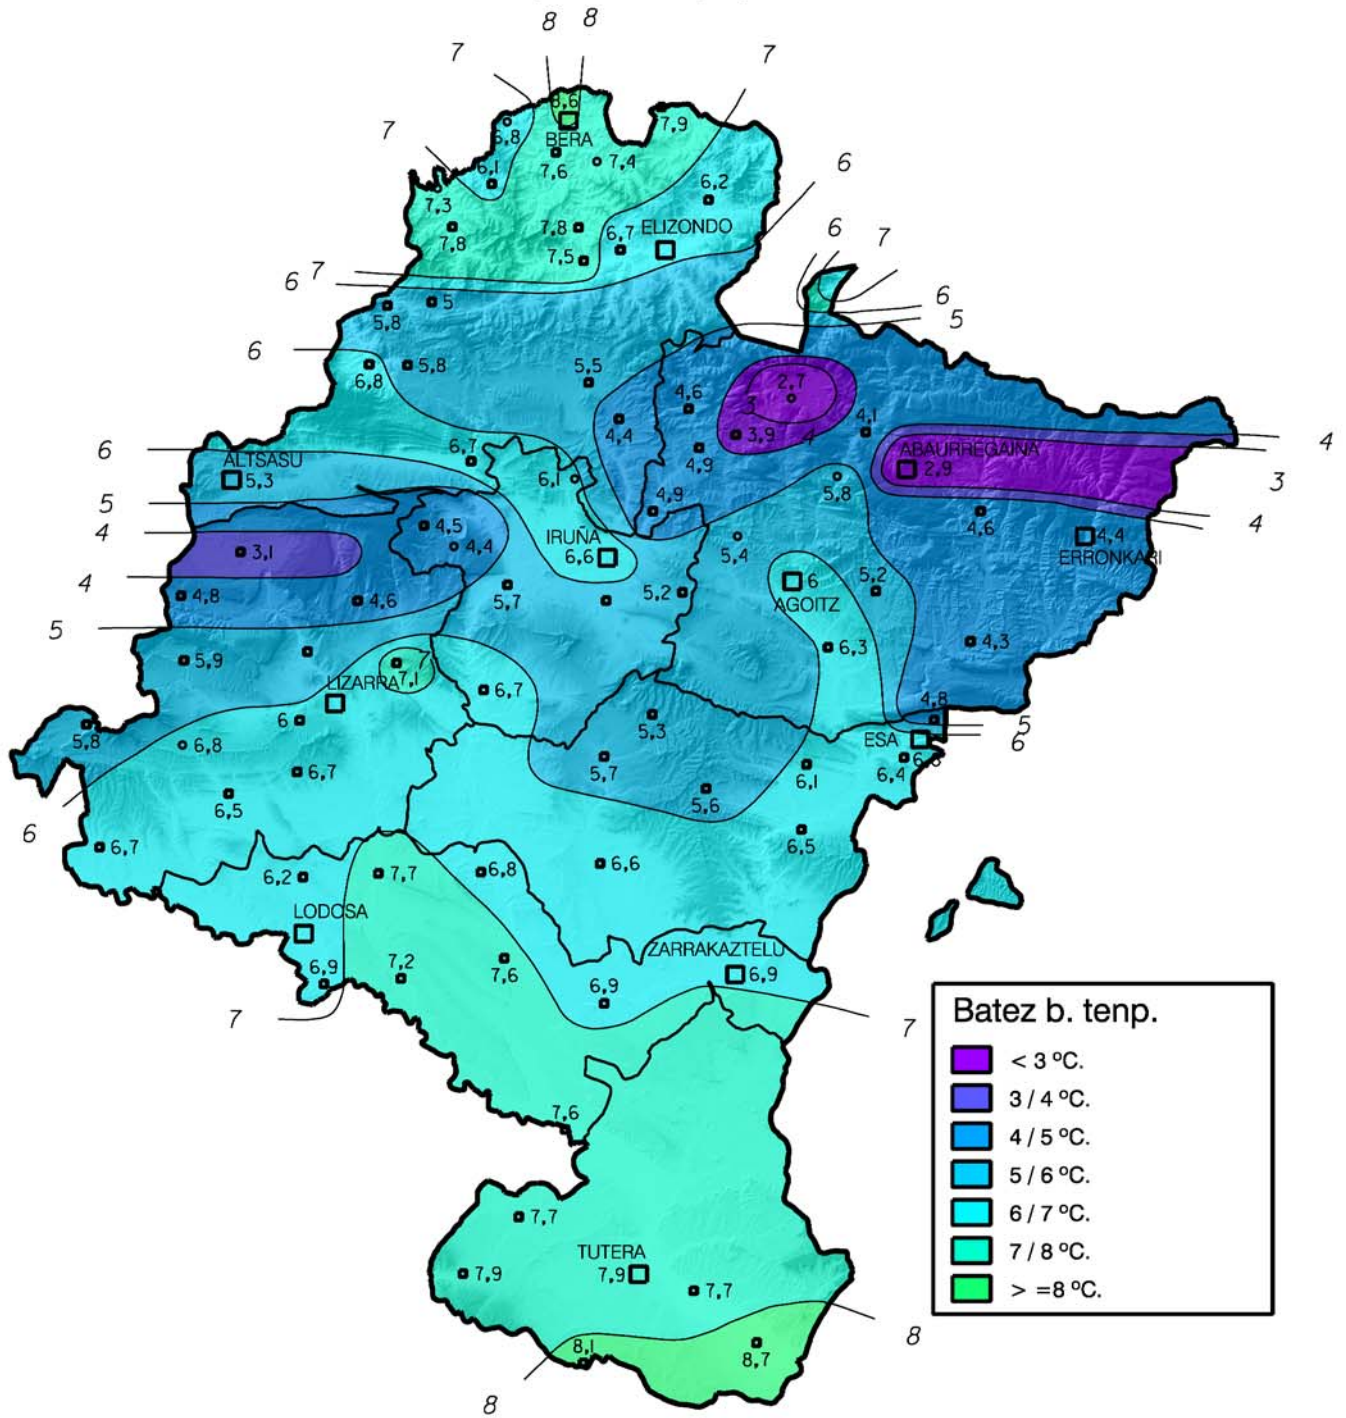 8 8
7 7
8,6
7 6,8 BERA 7,9
7,6 7,4
6,1 6
7,3 6,2
7,8 7,8 6,7 ELIZONDO
7,5
6 7
6 7
6
5
5,8 5
6 5,8 5,5
6,8
2,7
4,6 3
4,4 3,9 4 4,1
4,9
6 6,7 4
ALTSASU ABAURREGAINA
5,3 6,1 5,8 2,9
3
5 4,9
4
4 4,5 4,6
4,4 IRUÑA 5,4 4,4
3,1 6,6 ERRONKARI
4
4,8 4,6 5,7 5,2 6 5,2
AGOITZ
5
5,9 6,3 4,3
7
LIZARRA 7,1 6,7
4,8
5,8 6 5,3 5
6,8 ESA 6
5,7 6,4 6,8
6,7 6,1
6,5 5,6
6 6,5
6,7
6,2 7,7 6,8 6,6
LODOSA
ZARRAKAZTELU
6,9 7,2 7,6 6,9 6,9
7 7
Batez b. tenp.
< 3 ºC.
3 / 4 ºC.
4 / 5 ºC.
5 / 6 ºC.
6 / 7 ºC.
7 / 8 ºC.
> =8 ºC.
7,6
7,7
TUTERA
7,9 7,9 7,7
8
8,1 8,7
8